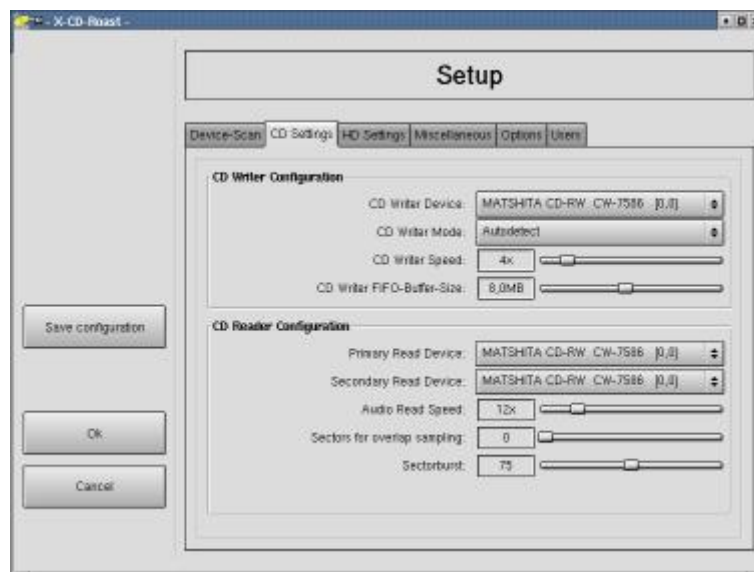 - X-CD-Roast -
Setup
Device-Scan CD Settings HD Settings Miscellaneous Options Users
CD Writer Configuration
CD Writer Device: MATSHITA CD-RW CW-7586 [0,0]
CD Writer Mode: Autodetect
CD Writer Speed: 4x
CD Writer FIFO-Buffer-Size: 8,0MB
CD Reader Configuration
Primary Read Device: MATSHITA CD-RW CW-7586 [0,0]
Secondary Read Device: MATSHITA CD-RW CW-7586 [0,0]
Audio Read Speed: 12x
Sectors for overlap sampling: 0
Sectorburst: 75
Save configuration
Ok
Cancel